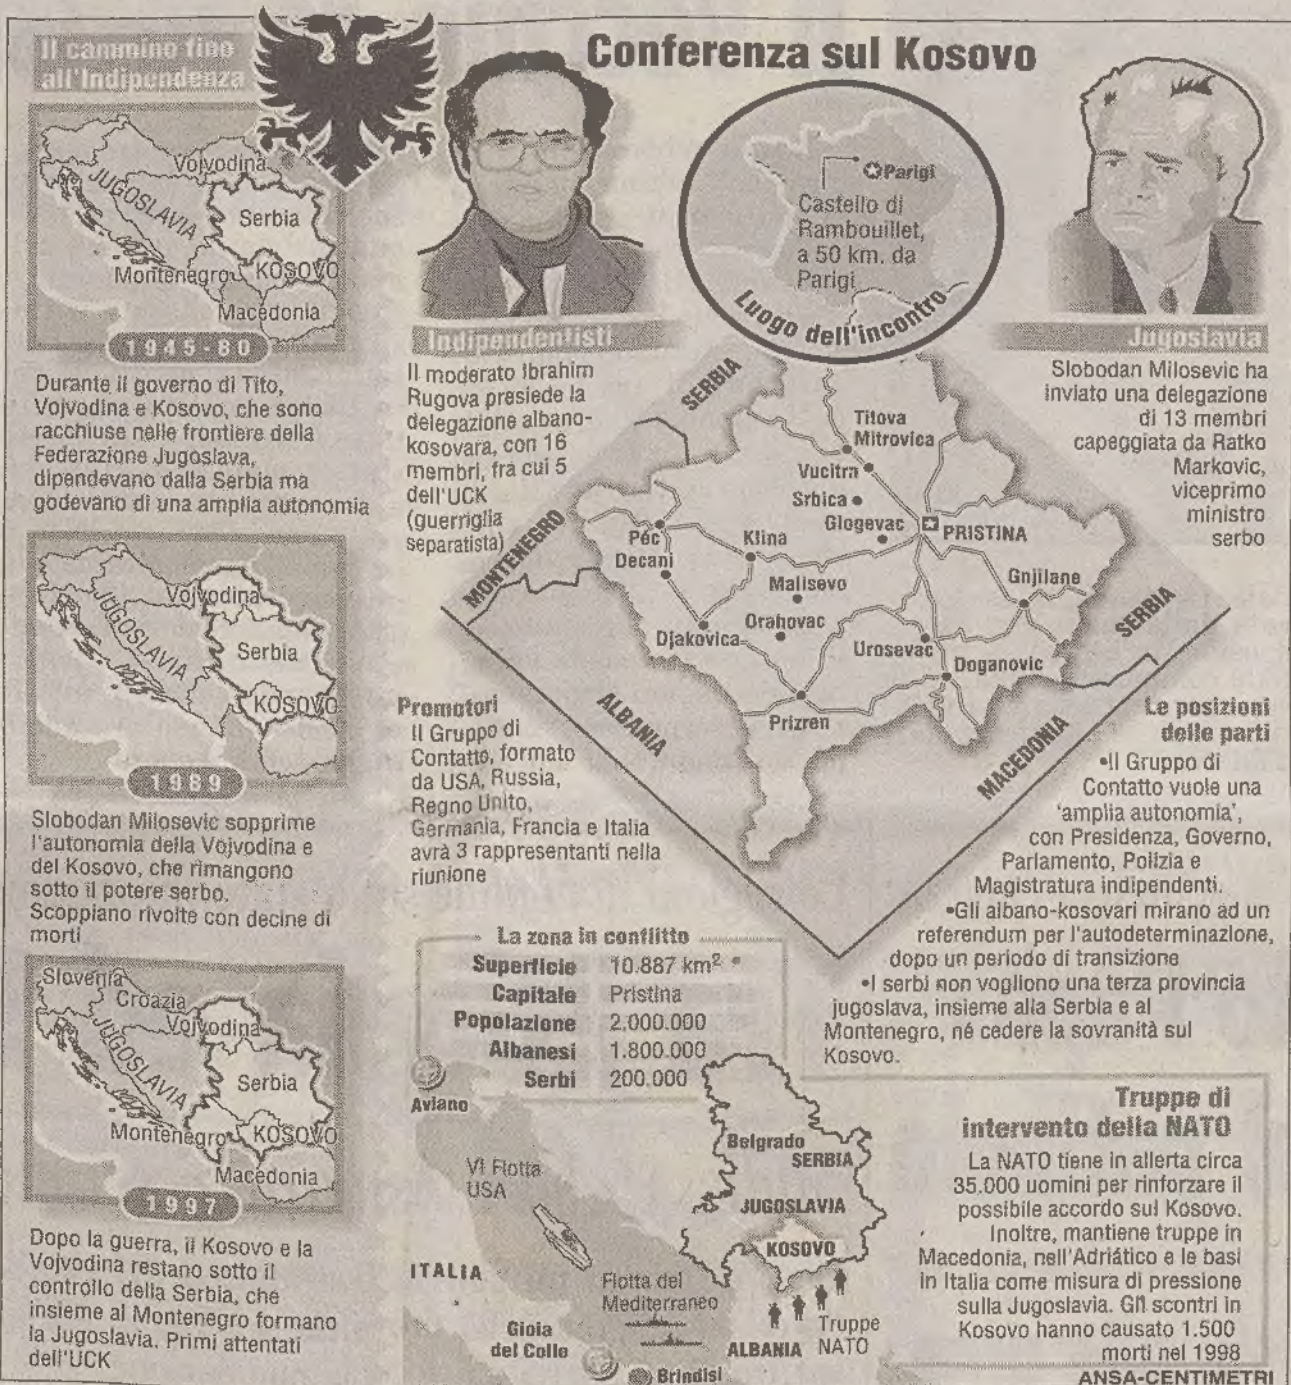 Conferenza sul Kosovo
Il cammino fino
all'Indipendenza
Vojvodina
JUGOSLAVIA
Serbia
Montenegro
KOSOVO
Macedonia
1945-80
Durante il governo di Tito,
Vojvodina e Kosovo, che sono
racchiuse nelle frontiere della
Federazione Jugoslava,
dipendevano dalla Serbia ma
godevano di una amplia autonomia
Vojvodina
JUGOSLAVIA
Serbia
KOSOVO
1989
Slobodan Milosevic sopprime
l'autonomia della Vojvodina e
del Kosovo, che rimangono
sotto il potere serbo.
Scoppiano rivolte con decine di
morti
Slovenia
Croazia
Vojvodina
JUGOSLAVIA
Serbia
Montenegro
KOSOVO
Macedonia
1997
Dopo la guerra, il Kosovo e la
Vojvodina restano sotto il
controllo della Serbia, che
insieme al Montenegro formano
la Jugoslavia. Primi attentati
dell'UCK
Indipendentisti
Il moderato Ibrahim
Rugova presiede la
delegazione albano-
kosovara, con 16
membri, fra cui 5
dell'UCK
(guerriglia
separatista)
Parigi
Castello di
Rambouillet,
a 50 km. da
Parigi
Luogo dell'incontro
Jugoslavia
Slobodan Milosevic ha
inviato una delegazione
di 13 membri
capeggiata da Ratko
Markovic,
viceprimo
ministro
serbo
SERBIA
Titova
Mitrovica
Vucitra
Srbica
Glogevac
PRISTINA
MONTENEGRO
Péc
Klina
Decani
Malisevo
Gnjilane
Orahovac
Djakovica
Urosevac
SERBIA
Doganovic
Prizren
ALBANIA
MACEDONIA
Promotori
Il Gruppo di
Contatto, formato
da USA, Russia,
Regno Unito,
Germania, Francia e Italia
avrà 3 rappresentanti nella
riunione
Le posizioni
delle parti
•Il Gruppo di
Contatto vuole una
'amplia autonomia',
con Presidenza, Governo,
Parlamento, Polizia e
Magistratura indipendenti.
•Gli albano-kosovari mirano ad un
referendum per l'autodeterminazione,
dopo un periodo di transizione
•I serbi non vogliono una terza provincia
jugoslava, insieme alla Serbia e al
Montenegro, né cedere la sovranità sul
Kosovo.
La zona in conflitto
Superficie 10.887 km²
Capitale Pristina
Popolazione 2.000.000
Albanesi 1.800.000
Serbi 200.000
Aviano
VI Flotta
USA
Belgrado
SERBIA
JUGOSLAVIA
KOSOVO
ITALIA
Flotta del
Mediterraneo
Gioia
del Colle
Brindisi
ALBANIA
Truppe
NATO
Truppe di
intervento della NATO
La NATO tiene in allerta circa
35.000 uomini per rinforzare il
possibile accordo sul Kosovo.
Inoltre, mantiene truppe in
Macedonia, nell'Adriático e le basi
in Italia come misura di pressione
sulla Jugoslavia. Gli scontri in
Kosovo hanno causato 1.500
morti nel 1998
ANSA-CENTIMETRI